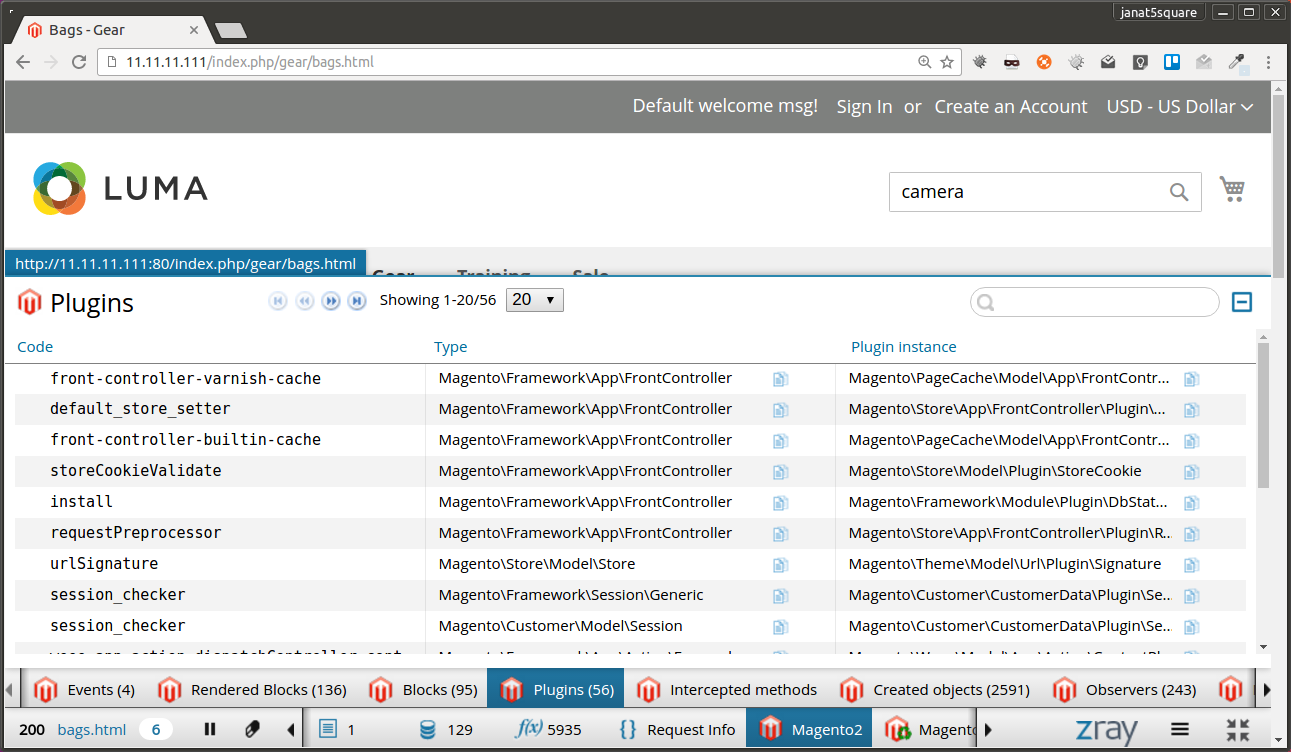 janat5square
Bags - Gear
11.11.11.111/index.php/gear/bags.html
Default welcome msg! Sign In or Create an Account USD - US Dollar
LUMA
camera
http://11.11.11.111:80/index.php/gear/bags.html Gear Training Sale
Plugins Showing 1-20/56 20
Code Type Plugin instance
front-controller-varnish-cache Magento\Framework\App\FrontController Magento\PageCache\Model\App\FrontContr...
default_store_setter Magento\Framework\App\FrontController Magento\Store\App\FrontController\Plugin\...
front-controller-builtin-cache Magento\Framework\App\FrontController Magento\PageCache\Model\App\FrontContr...
storeCookieValidate Magento\Framework\App\FrontController Magento\Store\Model\Plugin\StoreCookie
install Magento\Framework\App\FrontController Magento\Framework\Module\Plugin\DbStat...
requestPreprocessor Magento\Framework\App\FrontController Magento\Store\App\FrontController\Plugin\R...
urlSignature Magento\Store\Model\Store Magento\Theme\Model\Url\Plugin\Signature
session_checker Magento\Framework\Session\Generic Magento\Customer\CustomerData\Plugin\Se...
session_checker Magento\Customer\Model\Session Magento\Customer\CustomerData\Plugin\Se...
Events (4) Rendered Blocks (136) Blocks (95) Plugins (56) Intercepted methods Created objects (2591) Observers (243)
200 bags.html 6 1 129 f(x) 5935 {} Request Info Magento2 Magento zray